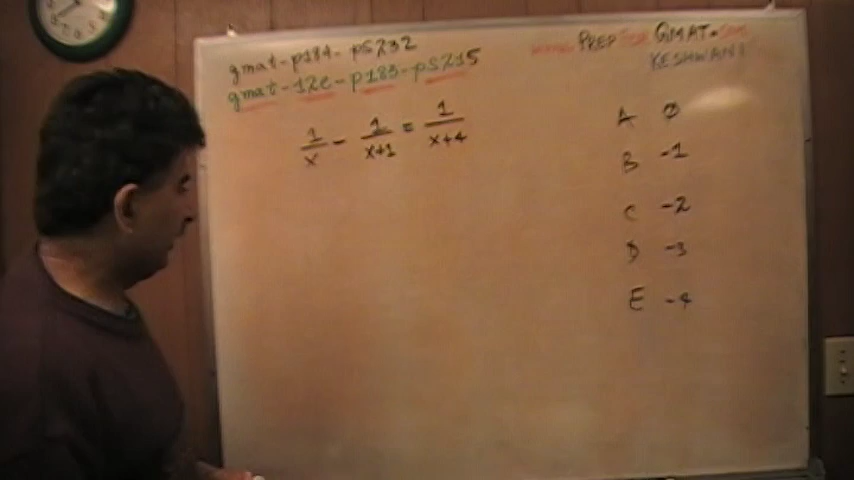 gmat-p184-pS232
gmat-12e-p183-pS215
PREP GMAT.
KESHWANI
1/x - 1/x+1 = 1/x+4
A 0
B -1
C -2
D -3
E -4